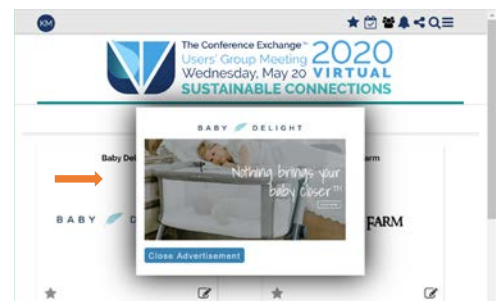 KM
The Conference Exchange™
Users' Group Meeting 2020
Wednesday, May 20 VIRTUAL
SUSTAINABLE CONNECTIONS
BABY DELIGHT
Baby Del
arm
Nothing brings your
baby closer™
BABY D
FARM
Close Advertisement